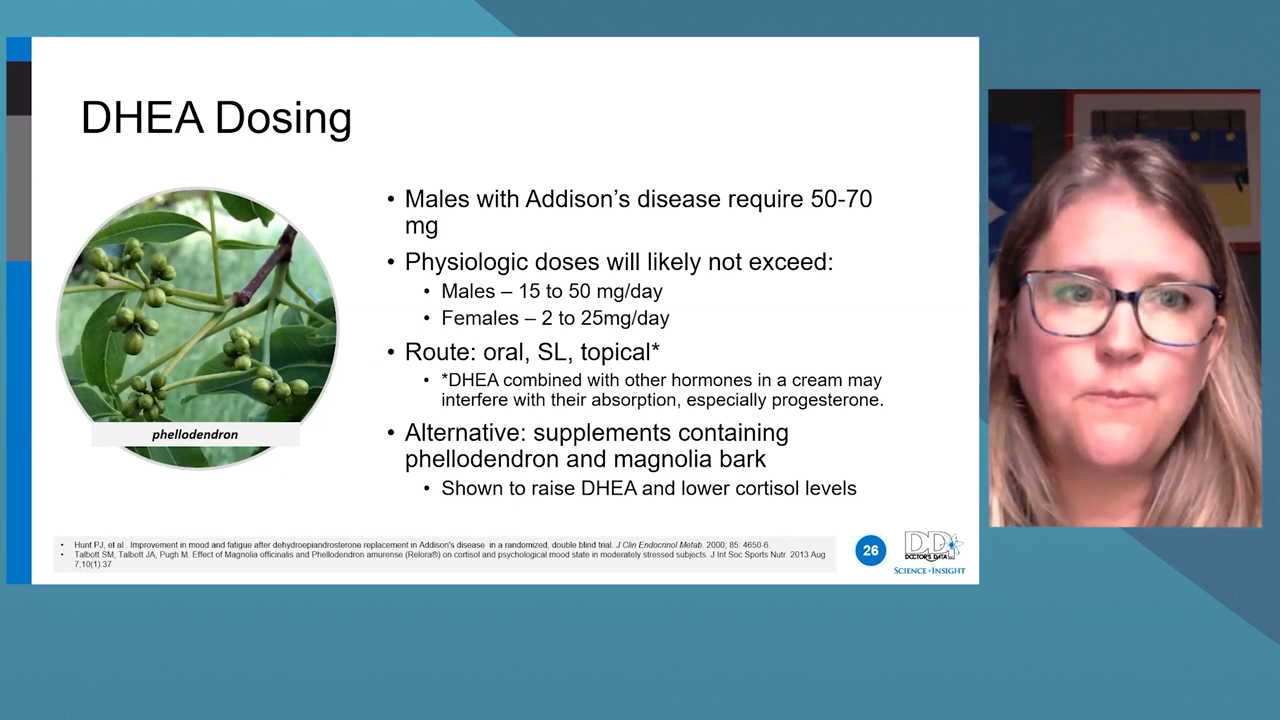 DHEA Dosing
• Males with Addison’s disease require 50-70
mg
• Physiologic doses will likely not exceed:
• Males – 15 to 50 mg/day
• Females – 2 to 25mg/day
• Route: oral, SL, topical*
• *DHEA combined with other hormones in a cream may
interfere with their absorption, especially progesterone.
• Alternative: supplements containing
phellodendron and magnolia bark
• Shown to raise DHEA and lower cortisol levels
phellodendron
• Hunt PJ, et al . Improvement in mood and fatigue after dehydroepiandrosterone replacement in Addison's disease in a randomized, double blind trial. J Clin Endocrinol Metab. 2000; 85: 4650-6.
• Talbott SM, Talbott JA, Pugh M. Effect of Magnolia officinalis and Phellodendron amurense (Relora®) on cortisol and psychological mood state in moderately stressed subjects. J Int Soc Sports Nutr. 2013 Aug
7;10(1):37
26
DDI
DOCTOR'S DATA INC
SCIENCE + INSIGHT